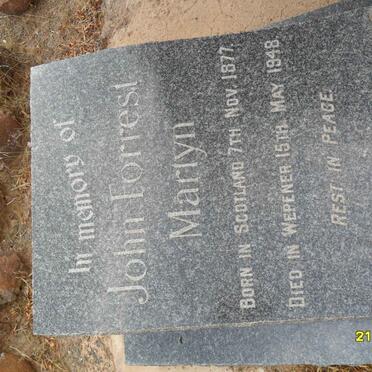 In memory of
John Forrest
Martyn
BORN IN SCOTLAND 7TH NOV. 1877.
DIED IN WEPENER 15TH MAY 1948.
REST IN PEACE.
21